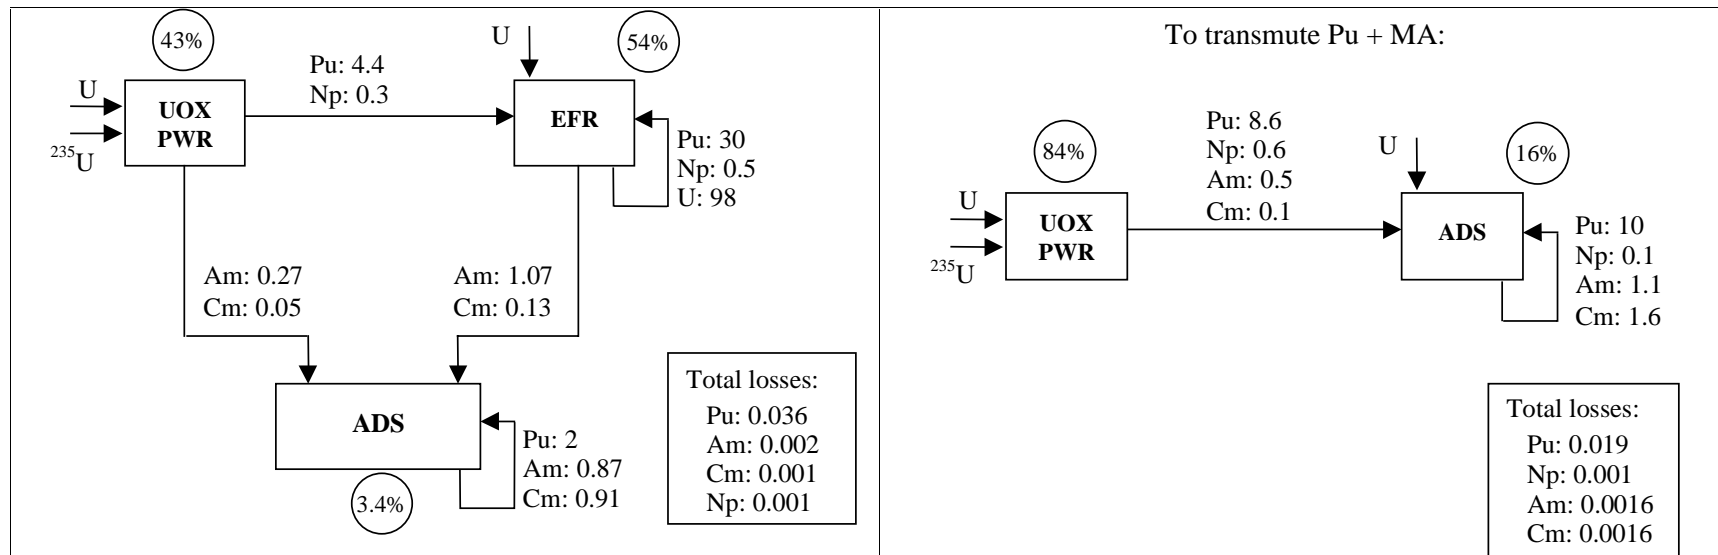 43%
U
54%
Pu: 4.4
Np: 0.3
U
235U
UOX
PWR
EFR
Pu: 30
Np: 0.5
U: 98
Am: 0.27
Cm: 0.05
Am: 1.07
Cm: 0.13
ADS
Pu: 2
Am: 0.87
Cm: 0.91
3.4%
Total losses:
Pu: 0.036
Am: 0.002
Cm: 0.001
Np: 0.001
To transmute Pu + MA:
84%
Pu: 8.6
Np: 0.6
Am: 0.5
Cm: 0.1
U
16%
U
235U
UOX
PWR
ADS
Pu: 10
Np: 0.1
Am: 1.1
Cm: 1.6
Total losses:
Pu: 0.019
Np: 0.001
Am: 0.0016
Cm: 0.0016